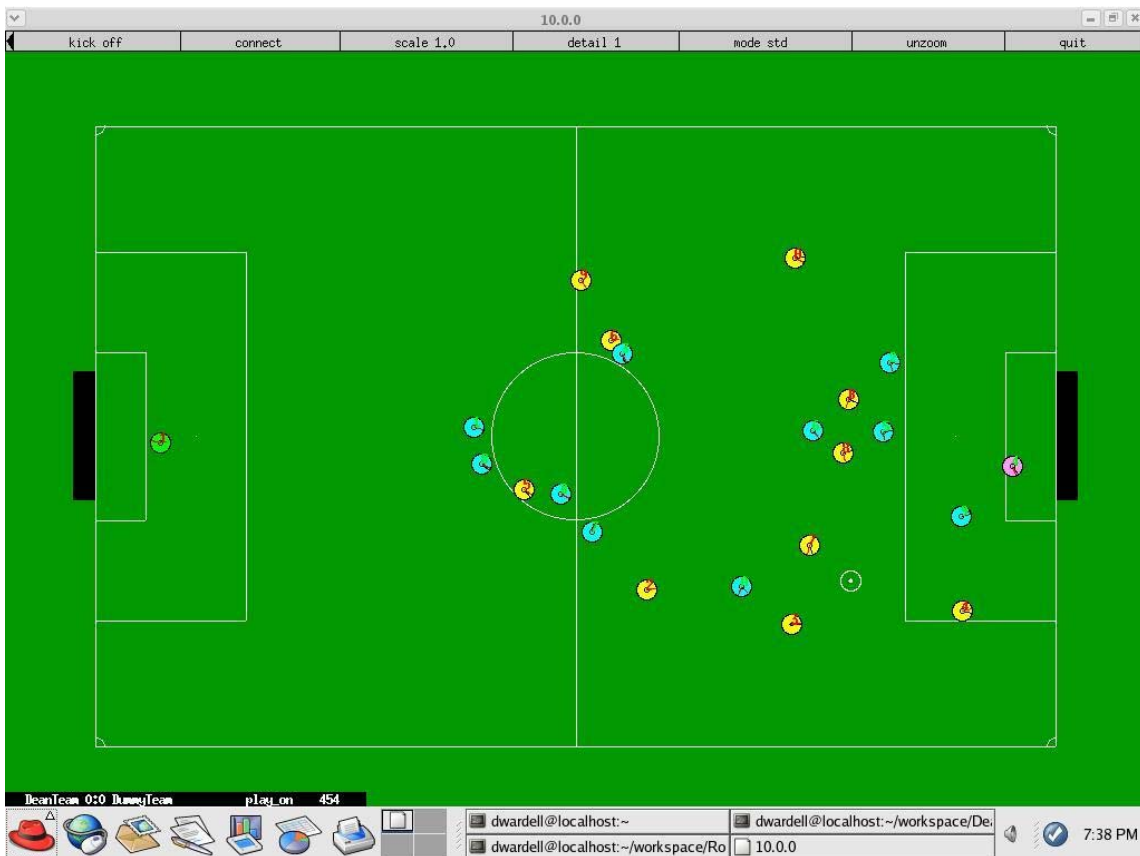 10.0.0
kick off connect scale 1.0 detail 1 mode std unzoom quit
DeanTeam 0:0 DummyTeam play_on 454
dwardell@localhost:~ dwardell@localhost:~/workspace/Dea
dwardell@localhost:~/workspace/Ro 10.0.0
7:38 PM